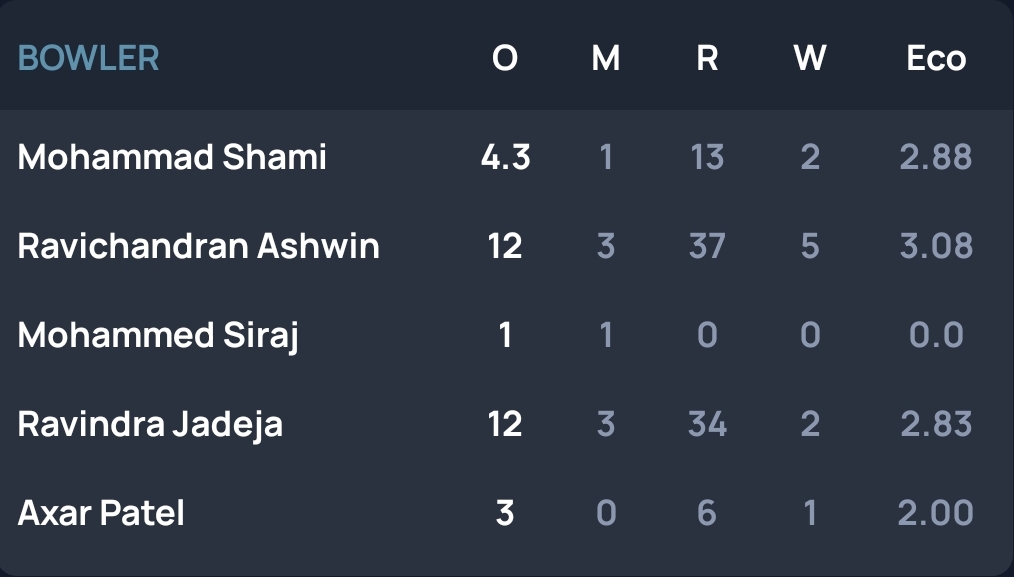 BOWLER O M R W Eco
Mohammad Shami 4.3 1 13 2 2.88
Ravichandran Ashwin 12 3 37 5 3.08
Mohammed Siraj 1 1 0 0 0.0
Ravindra Jadeja 12 3 34 2 2.83
Axar Patel 3 0 6 1 2.00